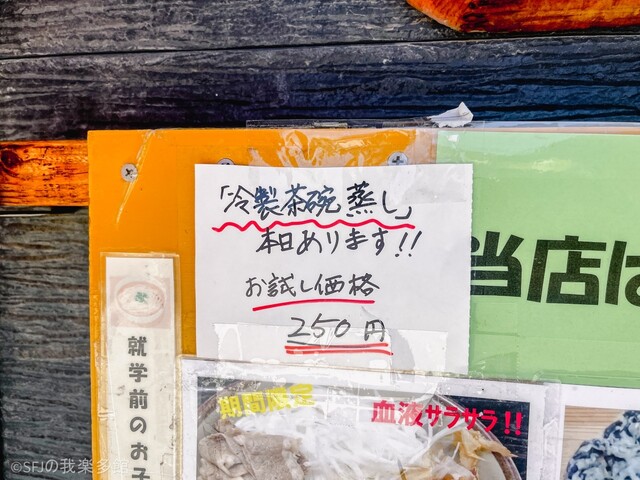 「冷製茶碗蒸し」
本日あります!!
お試し価格
250円
当店は
就学前のお子
期間限定
血液サラサラ!!
©SFJの我楽多館